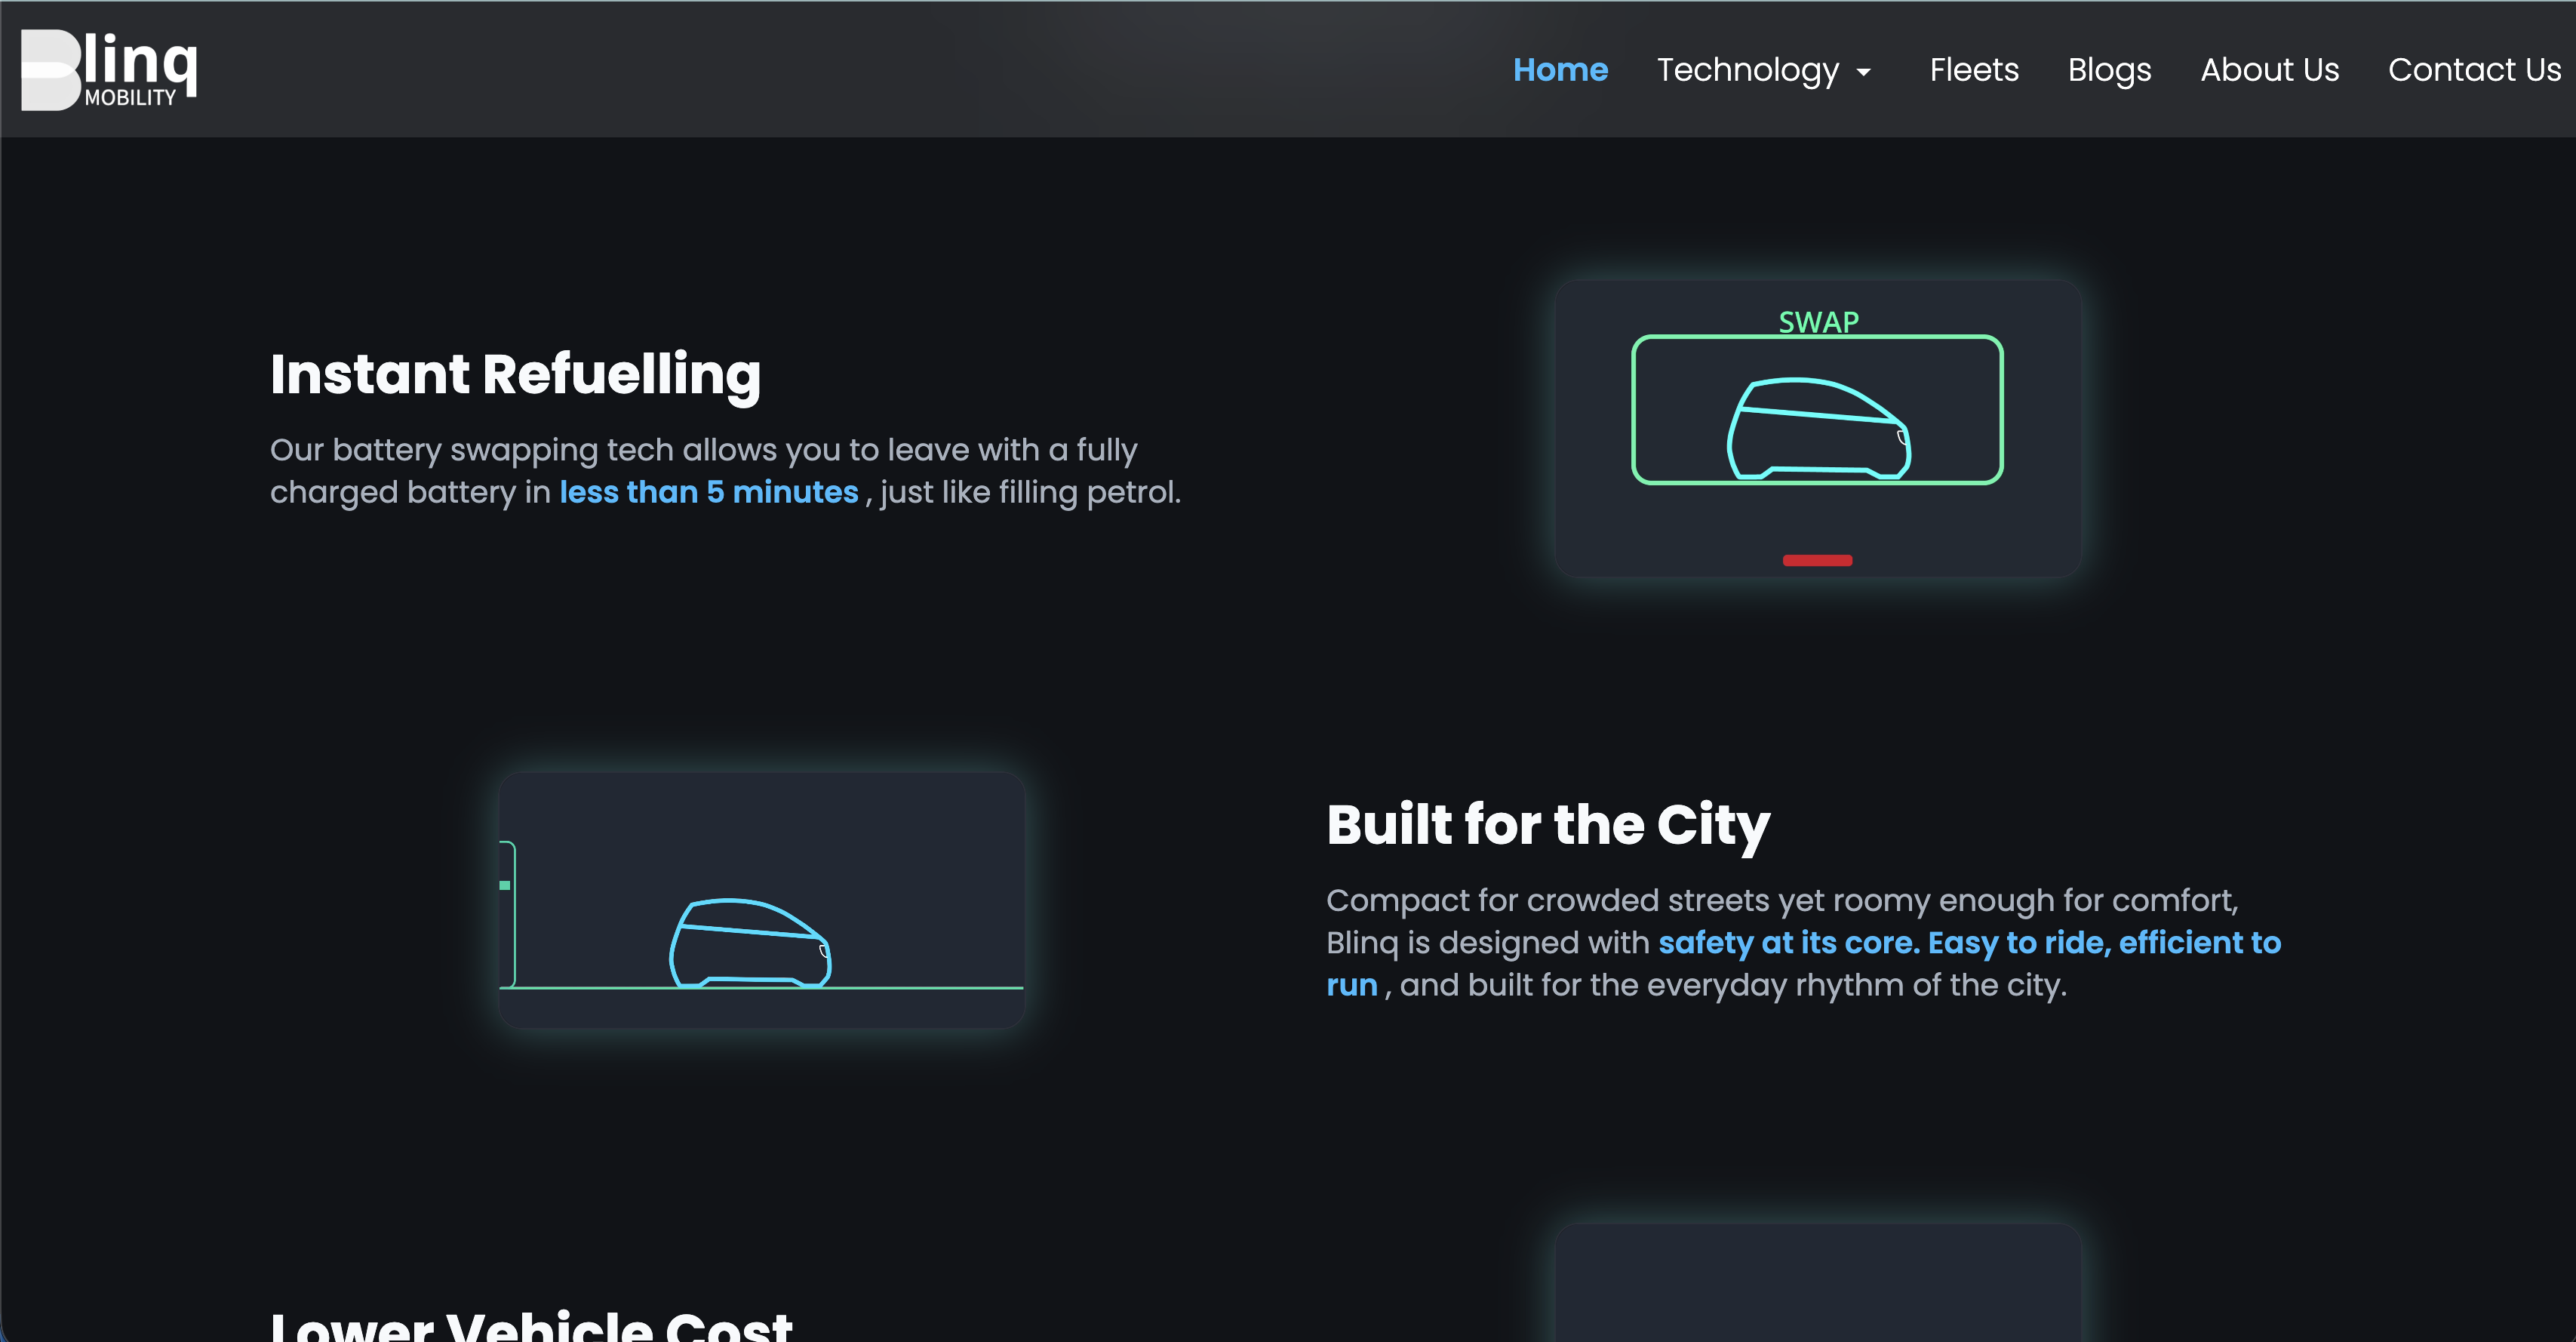 Blinq
MOBILITY
Home Technology Fleets Blogs About Us Contact Us
SWAP
Instant Refuelling
Our battery swapping tech allows you to leave with a fully
charged battery in less than 5 minutes , just like filling petrol.
Built for the City
Compact for crowded streets yet roomy enough for comfort,
Blinq is designed with safety at its core. Easy to ride, efficient to
run , and built for the everyday rhythm of the city.
Lower Vehicle Cost